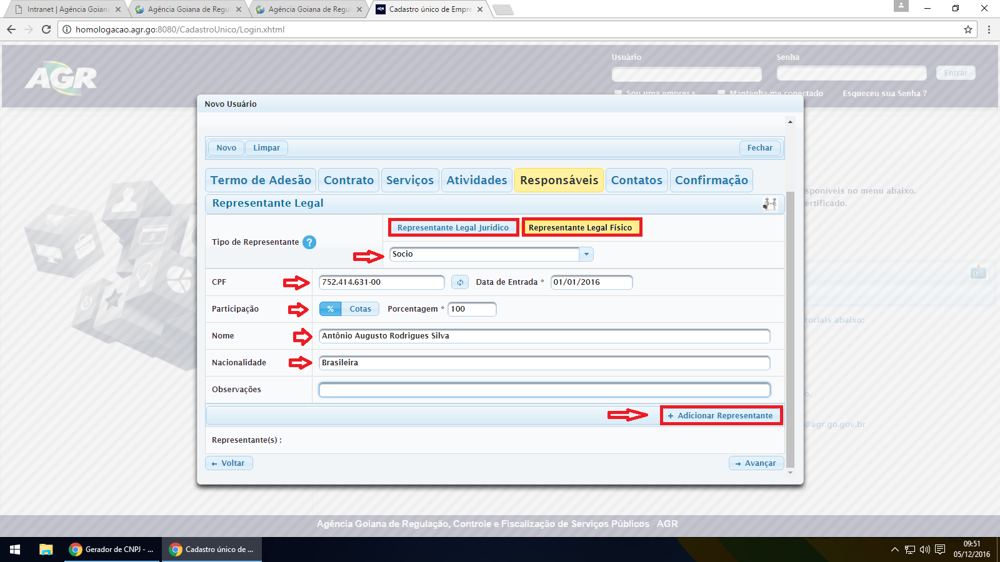 Intranet | Agência Goiana
Agência Goiana de Regul
Agência Goiana de Regul
Cadastro único de Empre
homologacao.agr.go:8080/CadastroUnico/Login.xhtml
AGR
Usuário
Senha
Entrar
Sou uma empresa
Mantenha-me conectado
Esqueceu sua Senha ?
Novo Usuário
Novo
Limpar
Fechar
Termo de Adesão
Contrato
Serviços
Atividades
Responsáveis
Contatos
Confirmação
Representante Legal
sponíveis no menu abaixo.
ertificado.
Tipo de Representante ?
Representante Legal Jurídico
Representante Legal Físico
Socio
CPF
752.414.631-00
Data de Entrada *
01/01/2016
Participação
%
Cotas
Porcentagem *
100
toriais abaixo:
Nome
Antônio Augusto Rodrigues Silva
Nacionalidade
Brasileira
Observações
o.
+ Adicionar Representante
@agr.go.gov.br
Representante(s) :
← Voltar
→ Avançar
Agência Goiana de Regulação, Controle e Fiscalização de Serviços Públicos AGR
Gerador de CNPJ - ...
Cadastro único de ...
09:51
05/12/2016